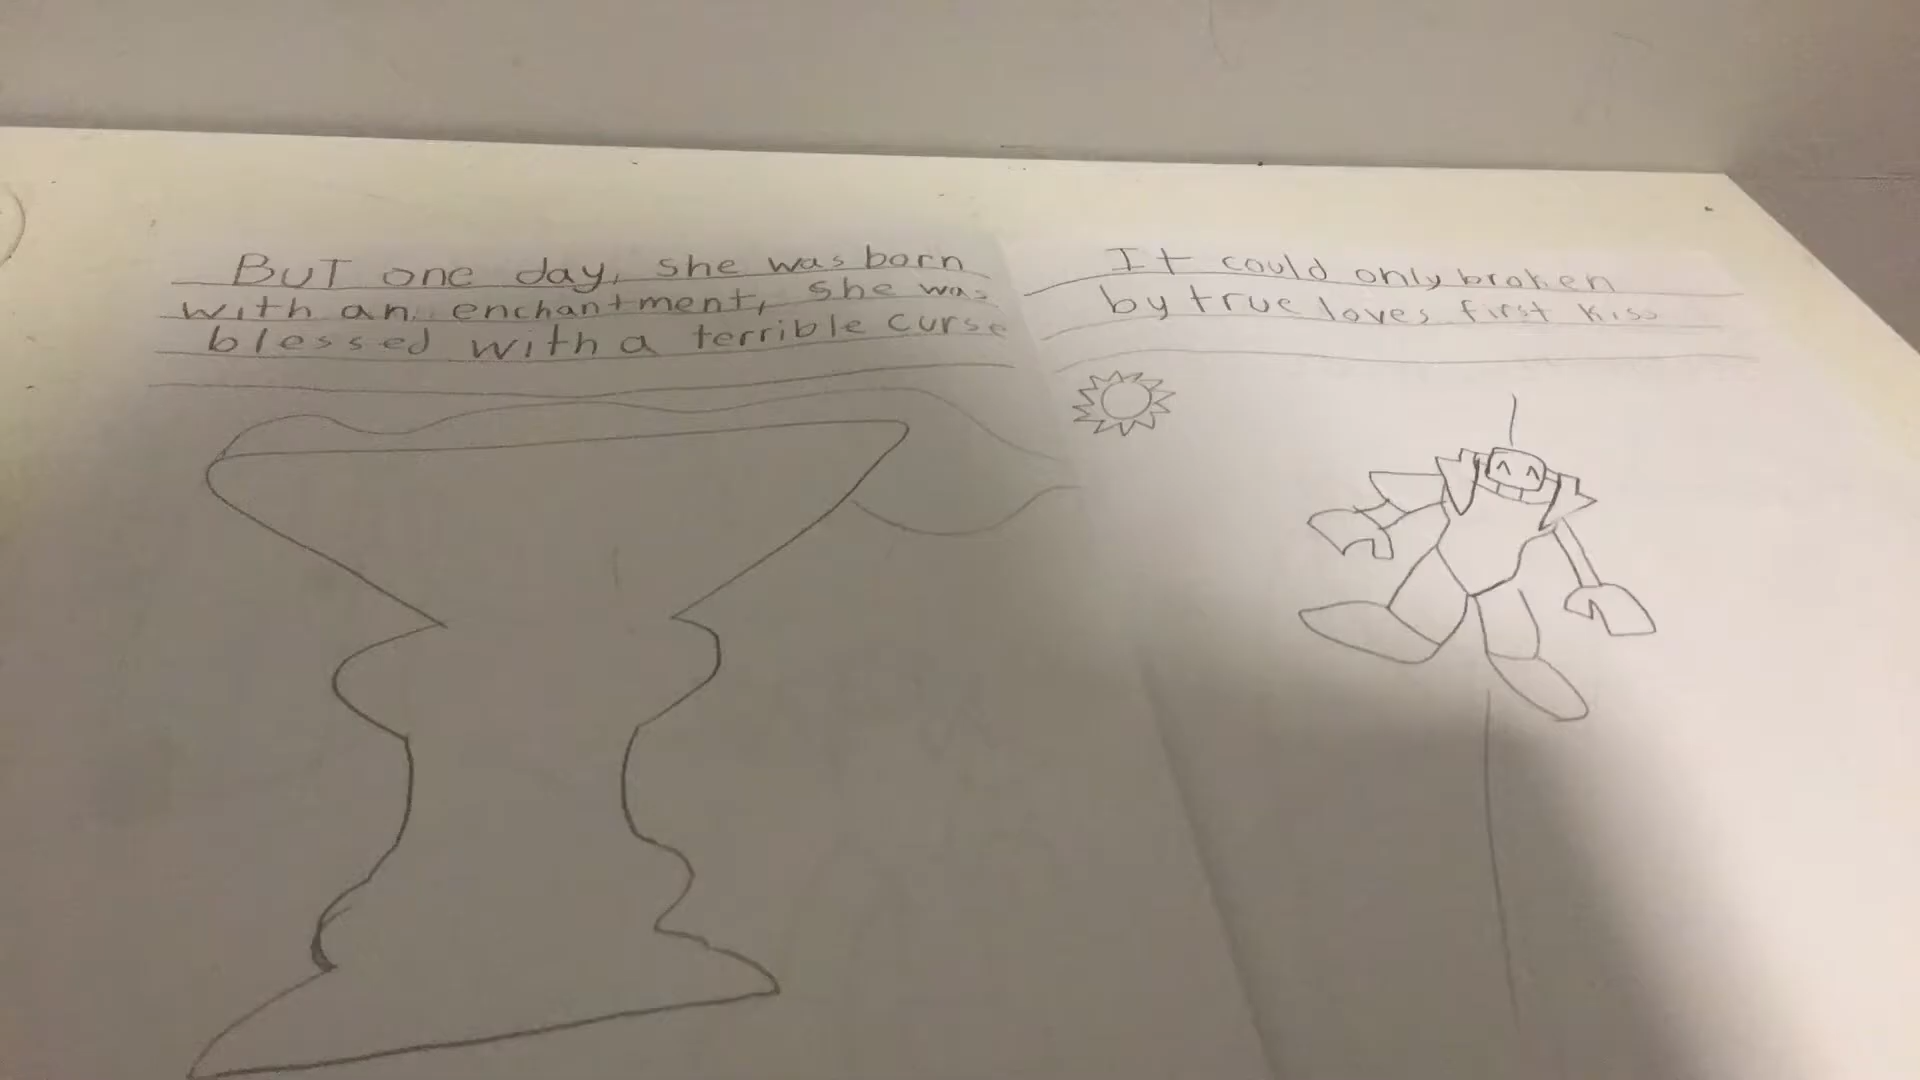 BUT one day, she was born
with an enchantment, she was
blessed with a terrible curse
It could only broken
by true loves first kiss